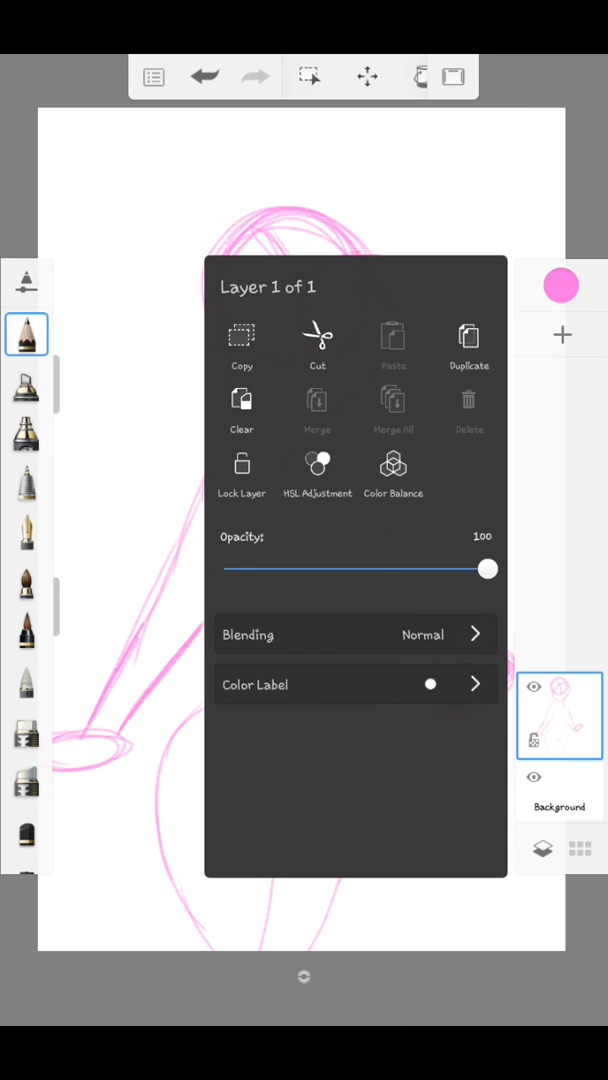 Layer 1 of 1
Copy Cut Paste Duplicate
Clear Merge Merge All Delete
Lock Layer HSL Adjustment Color Balance
Opacity: 100
Blending Normal
Color Label
Background